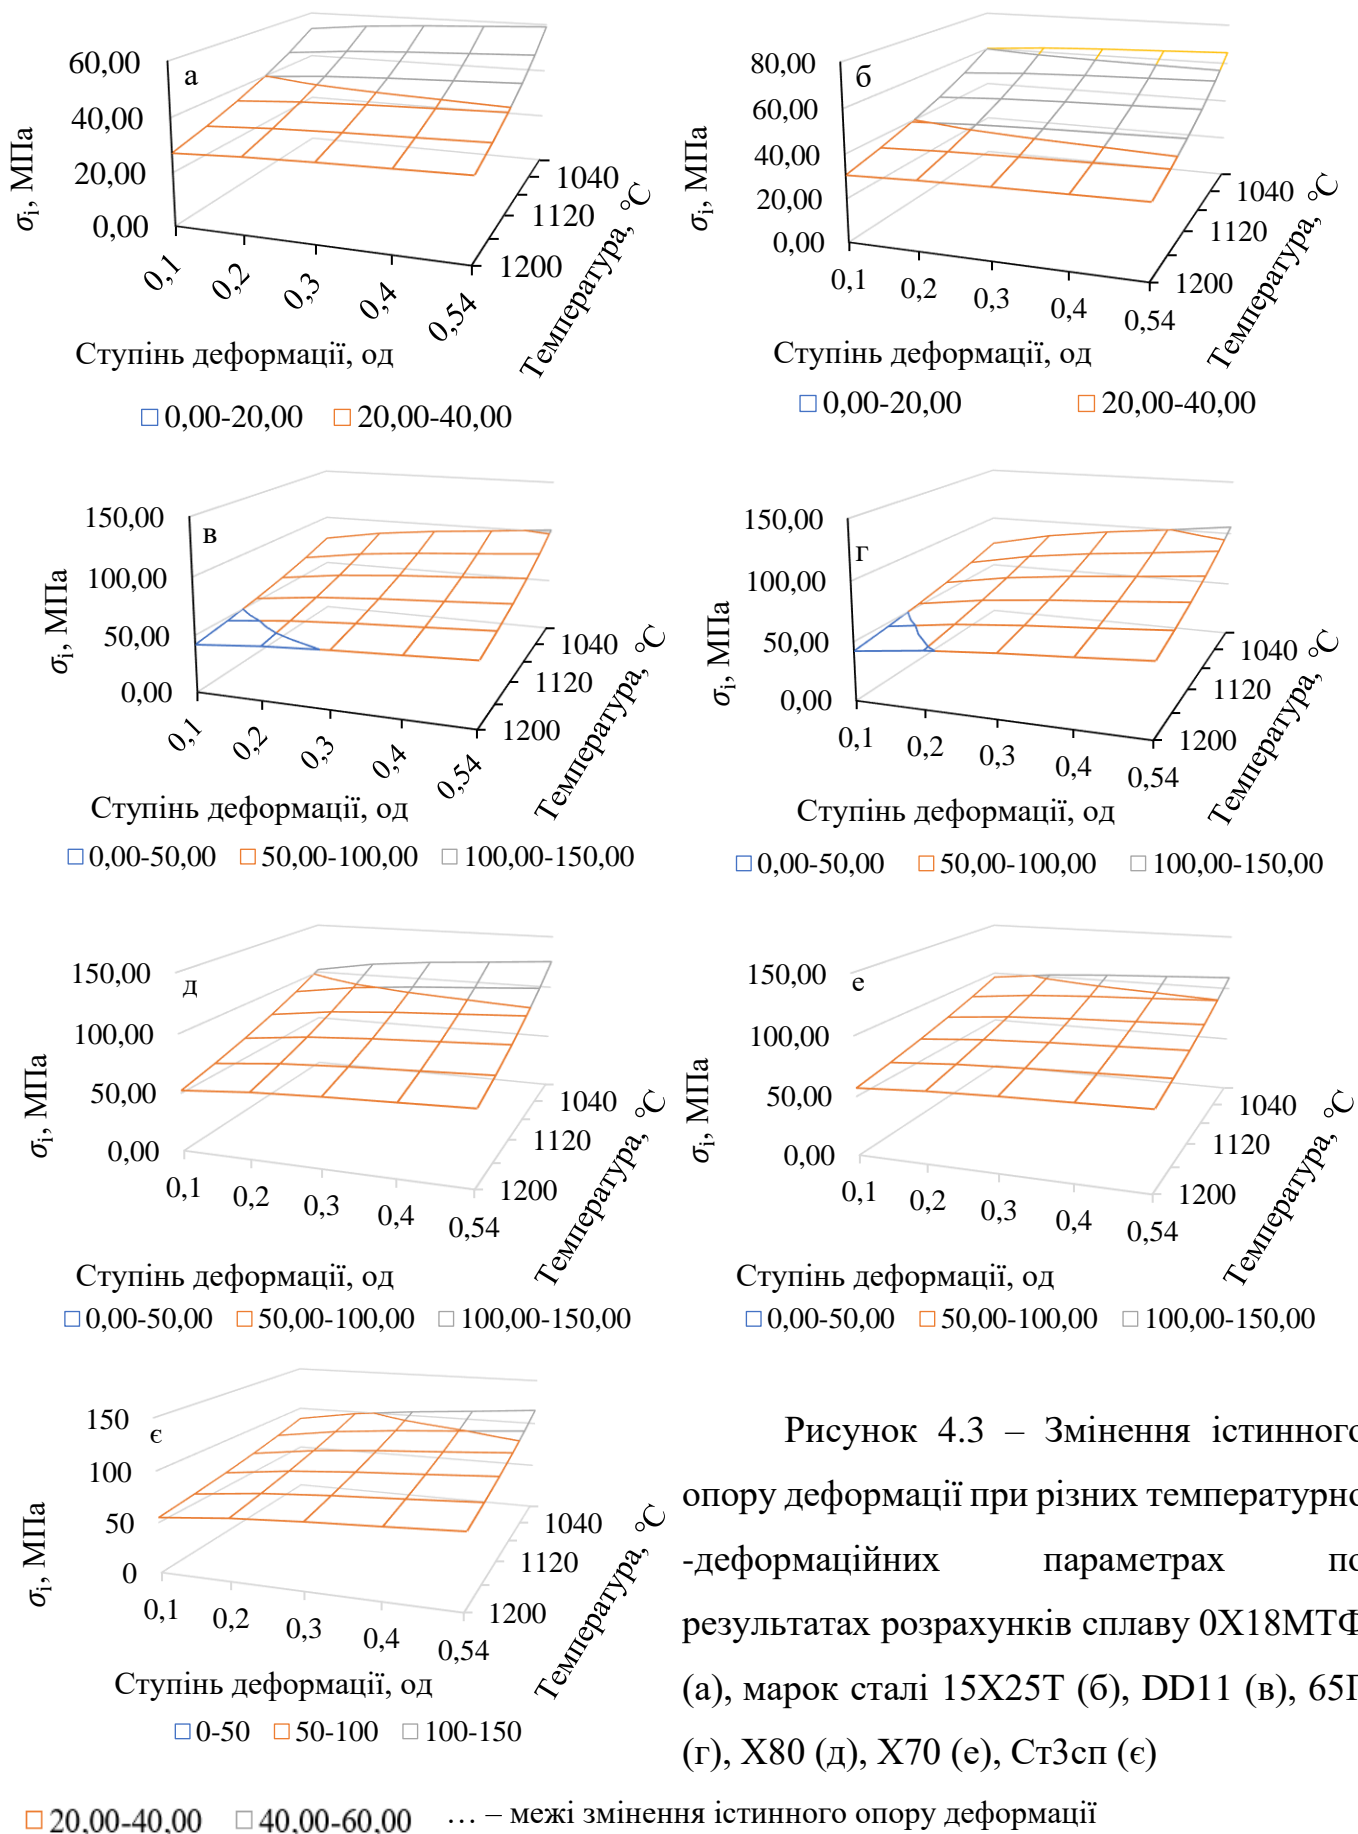 а
60,00
40,00
20,00
0,00
σi, МПа
0,1
0,2
0,3
0,4
0,54
1040
1120
1200
Температура, °С
Ступінь деформації, од
0,00-20,00 20,00-40,00
б
80,00
60,00
40,00
20,00
0,00
σi, МПа
0,1
0,2
0,3
0,4
0,54
1040
1120
1200
Температура, °С
Ступінь деформації, од
0,00-20,00 20,00-40,00
в
150,00
100,00
50,00
0,00
σi, МПа
0,1
0,2
0,3
0,4
0,54
1040
1120
1200
Температура, °С
Ступінь деформації, од
0,00-50,00 50,00-100,00 100,00-150,00
г
150,00
100,00
50,00
0,00
σi, МПа
0,1
0,2
0,3
0,4
0,54
1040
1120
1200
Температура, °С
Ступінь деформації, од
0,00-50,00 50,00-100,00 100,00-150,00
д
150,00
100,00
50,00
0,00
σi, МПа
0,1
0,2
0,3
0,4
0,54
1040
1120
1200
Температура, °С
Ступінь деформації, од
0,00-50,00 50,00-100,00 100,00-150,00
е
150,00
100,00
50,00
0,00
σi, МПа
0,1
0,2
0,3
0,4
0,54
1040
1120
1200
Температура, °С
Ступінь деформації, од
0,00-50,00 50,00-100,00 100,00-150,00
є
150
100
50
0
σi, МПа
0,1
0,2
0,3
0,4
0,54
1040
1120
1200
Температура, °С
Ступінь деформації, од
0-50 50-100 100-150
Рисунок 4.3 – Змінення істинного
опору деформації при різних температурно
-деформаційних параметрах по
результатах розрахунків сплаву 0Х18МТФ
(а), марок сталі 15Х25Т (б), DD11 (в), 65Г
(г), Х80 (д), Х70 (е), Ст3сп (є)
20,00-40,00 40,00-60,00 … – межі змінення істинного опору деформації